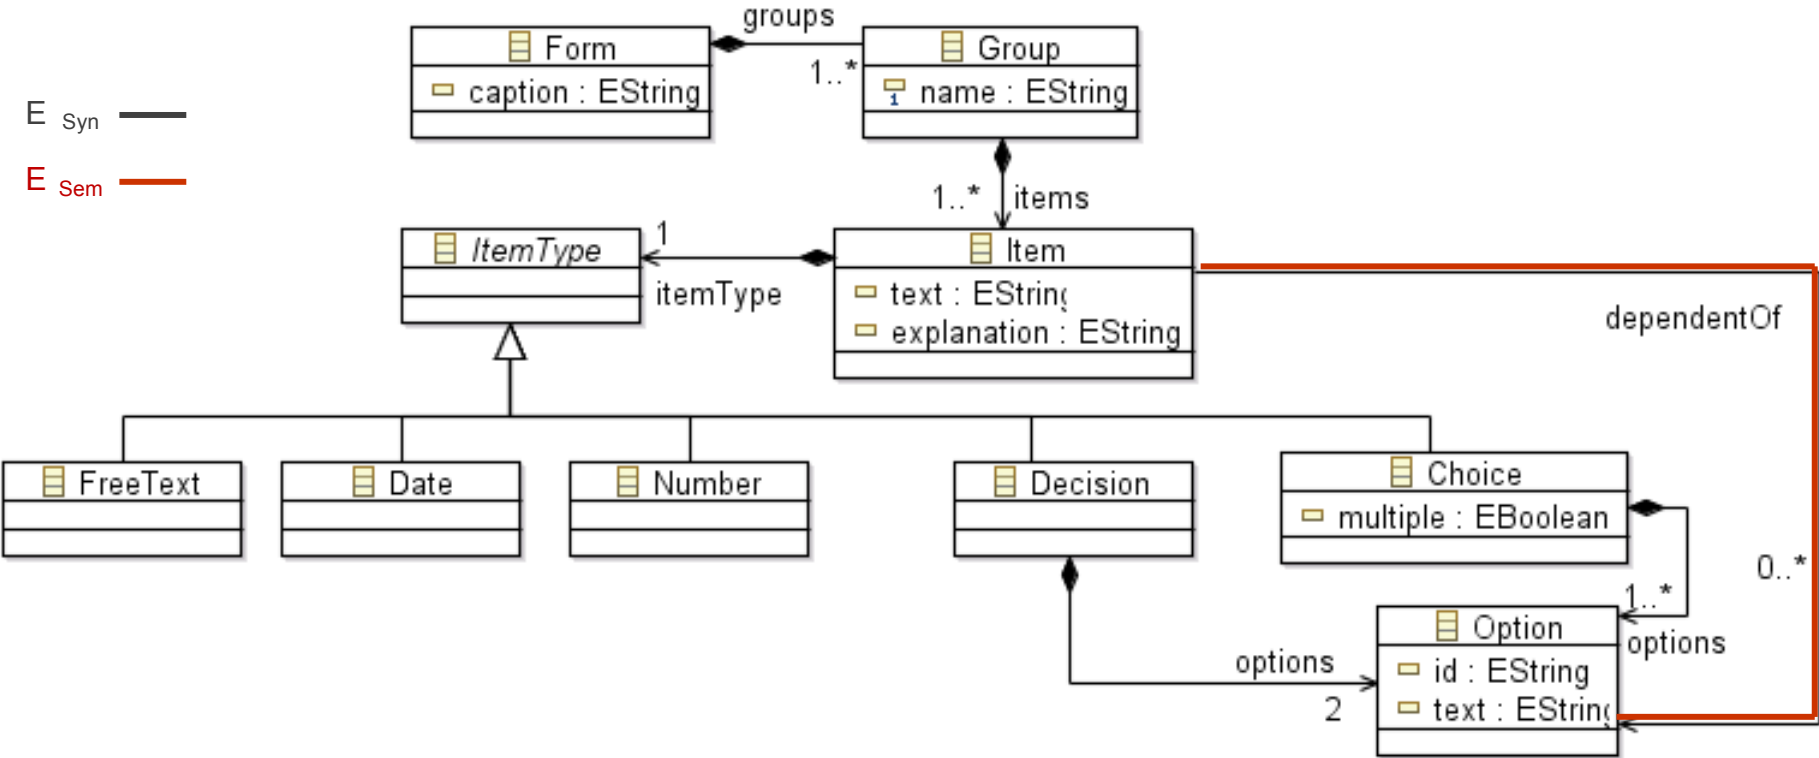 groups
Form
Group
1..*
caption : EString
1
name : EString
E Syn
E Sem
1..*
items
1
ItemType
Item
itemType
text : EString
explanation : EString
dependentOf
FreeText
Date
Number
Decision
Choice
multiple : EBoolean
0..*
1..*
Option
options
options
id : EString
2
text : EString